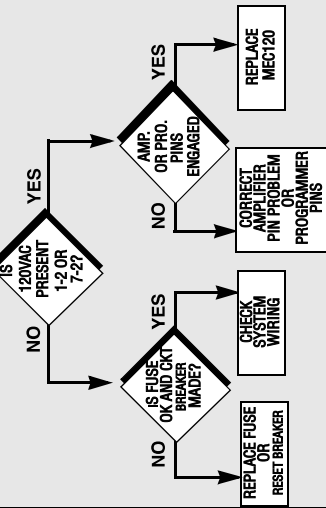 IS
120VAC
PRESENT
1-2 OR
7-2?
YES
NO
AMP.
OR PRO.
PINS
ENGAGED
YES
NO
REPLACE
MEC120
CORRECT
AMPLIFIER
PIN PROBLEM
OR
PROGRAMMER
PINS
IS FUSE
OK AND CKT
BREAKER
MADE?
YES
NO
CHECK
SYSTEM
WIRING
REPLACE FUSE
OR
RESET BREAKER